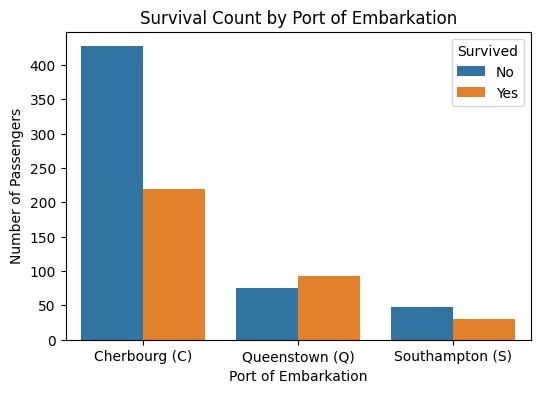 Survival Count by Port of Embarkation
Survived
No
Yes
Number of Passengers
400
350
300
250
200
150
100
50
0
Cherbourg (C)
Queenstown (Q)
Southampton (S)
Port of Embarkation